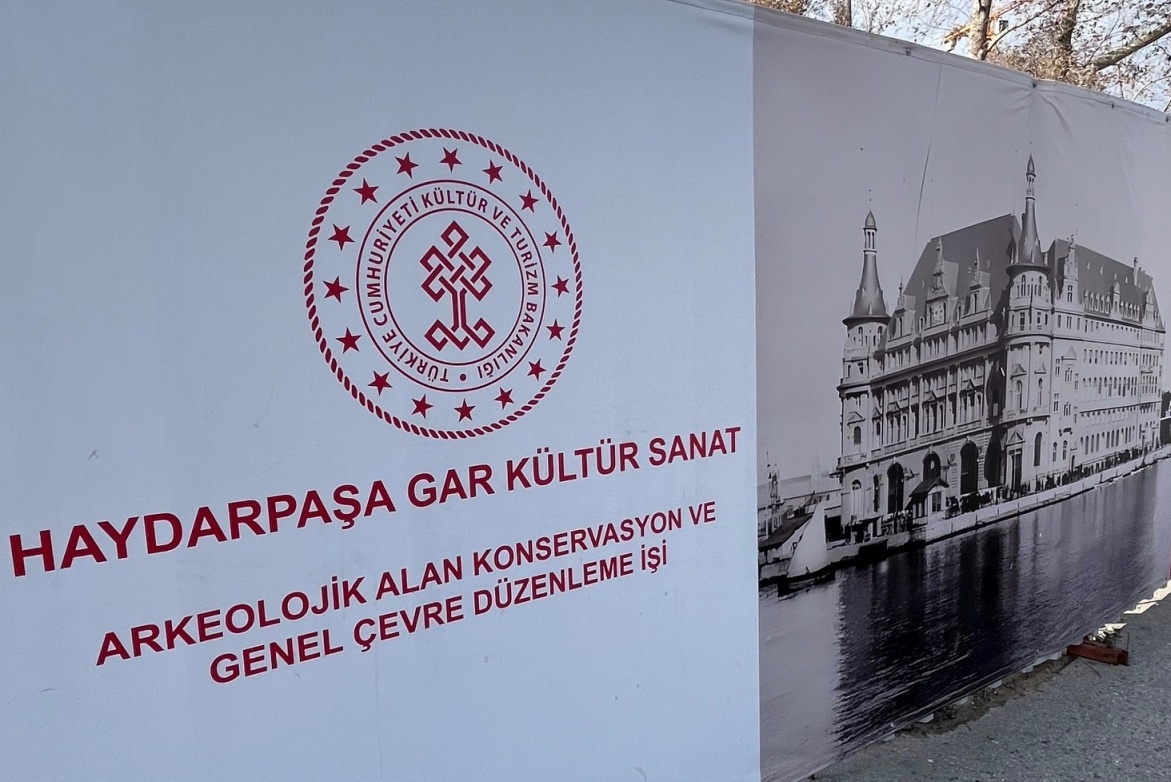 TÜRKİYE CUMHURİYETİ KÜLTÜR VE TURİZM BAKANLIĞI •
HAYDARPAŞA GAR KÜLTÜR SANAT
ARKEOLOJİK ALAN KONSERVASYON VE
GENEL ÇEVRE DÜZENLEME İŞİ